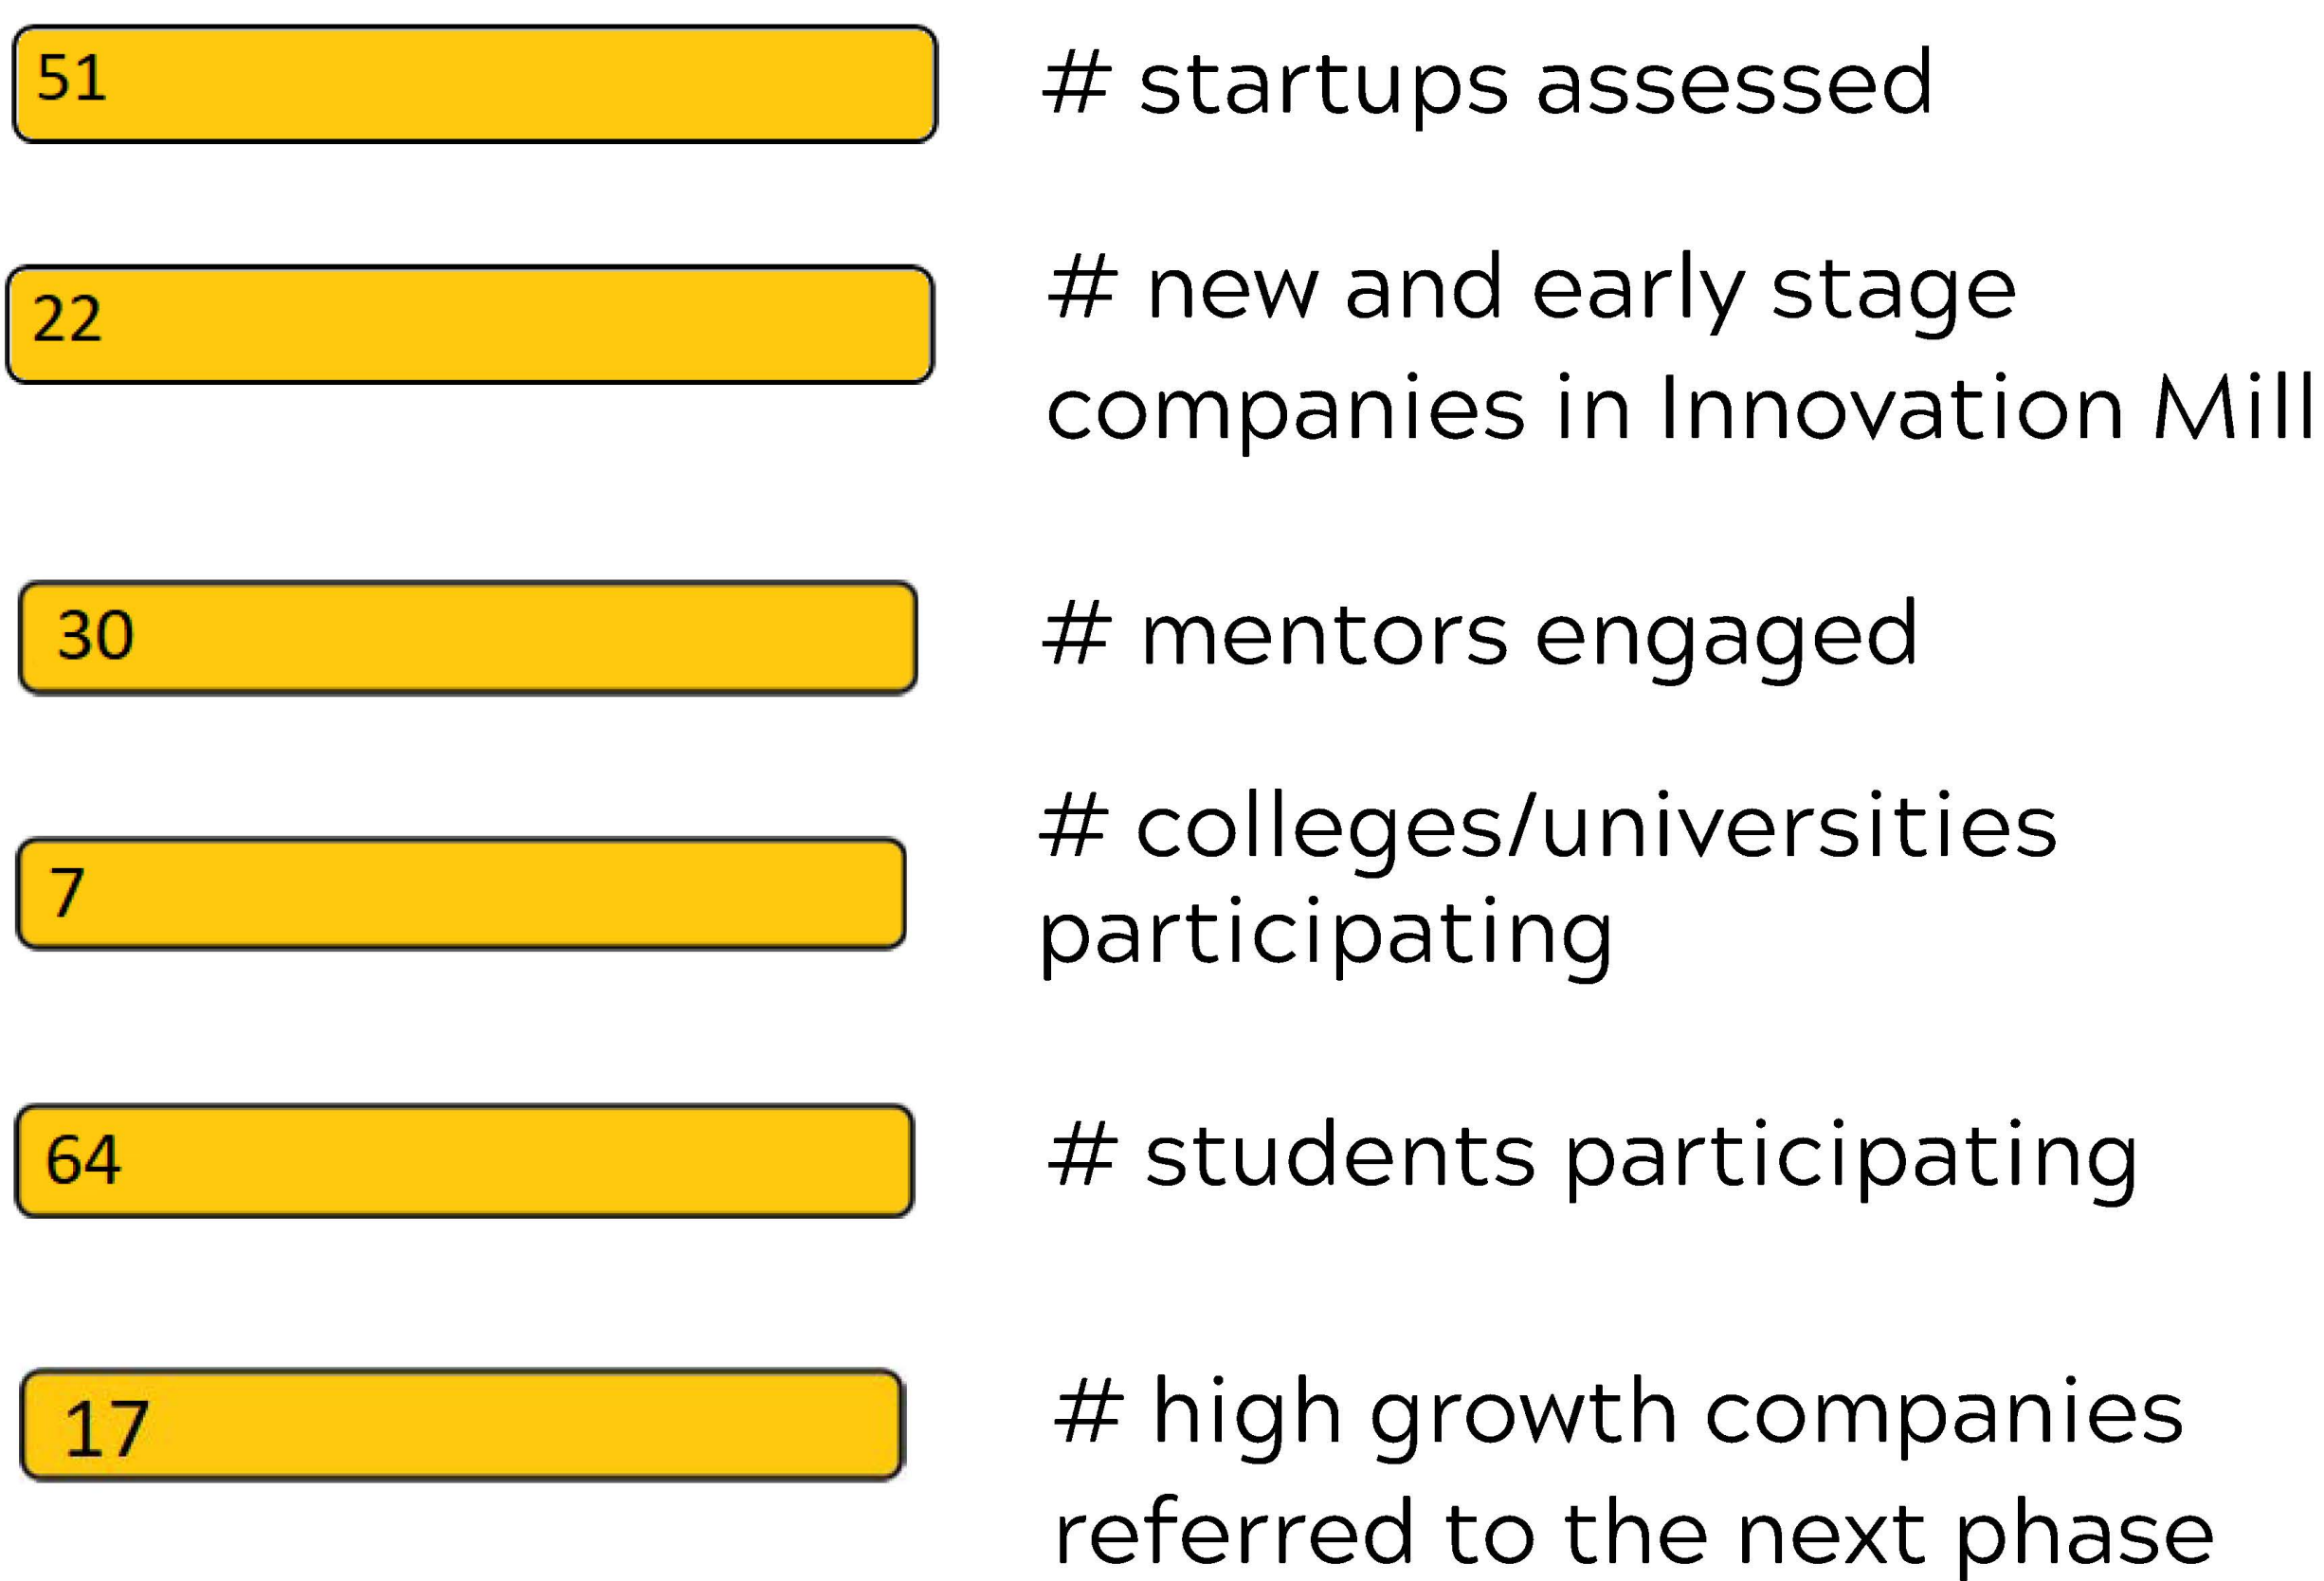 51
# startups assessed
22
# new and early stage
companies in Innovation Mill
30
# mentors engaged
7
# colleges/universities
participating
64
# students participating
17
# high growth companies
referred to the next phase